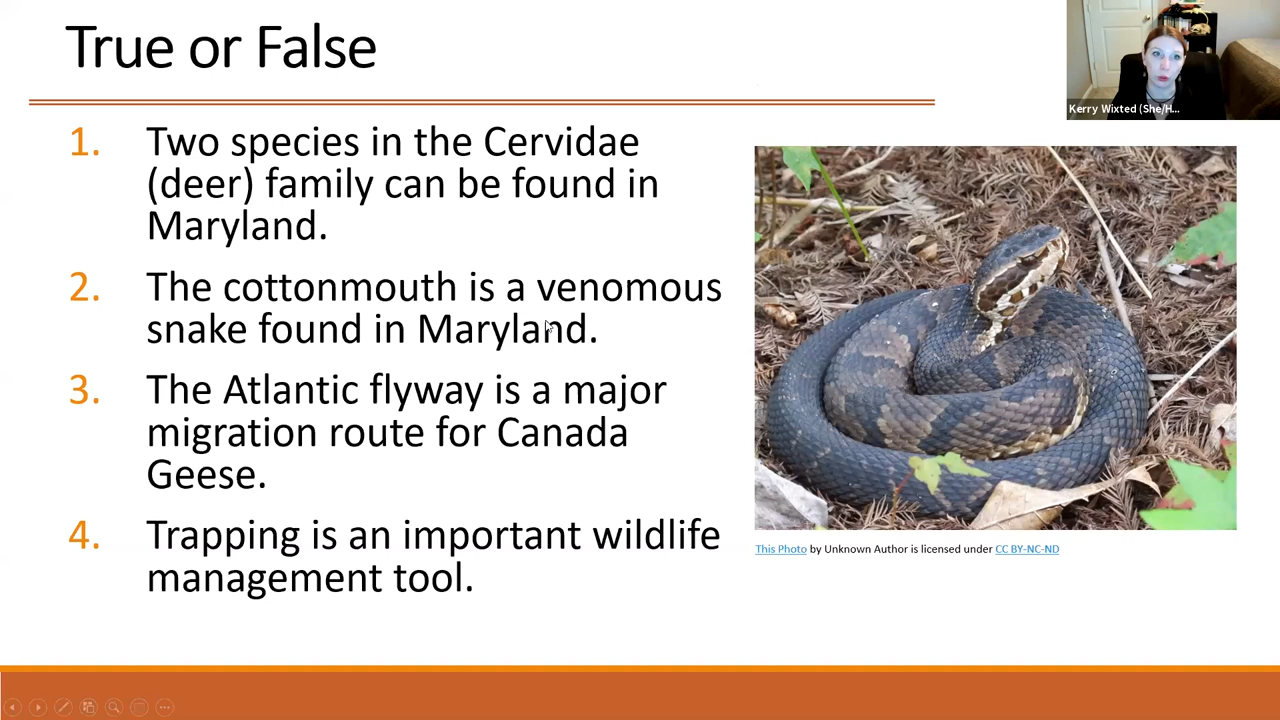 True or False
Kerry Wixted (She/H...
1. Two species in the Cervidae
(deer) family can be found in
Maryland.
2. The cottonmouth is a venomous
snake found in Maryland.
3. The Atlantic flyway is a major
migration route for Canada
Geese.
4. Trapping is an important wildlife
management tool.
This Photo by Unknown Author is licensed under CC BY-NC-ND